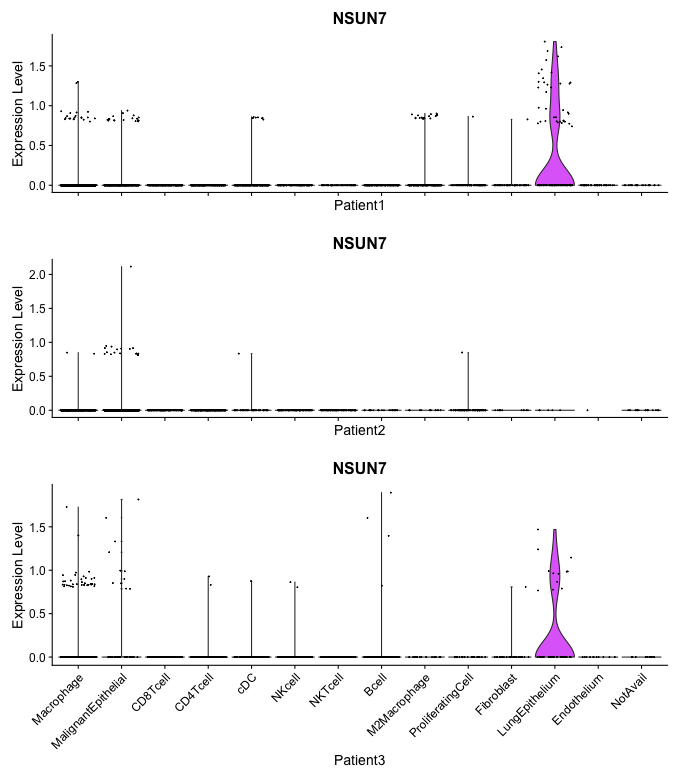 NSUN7
Expression Level
1.5
1.0
0.5
0.0
Patient1
NSUN7
Expression Level
2.0
1.5
1.0
0.5
0.0
Patient2
NSUN7
Expression Level
1.5
1.0
0.5
0.0
Macrophage
MalignantEpithelial
CD8Tcell
CD4Tcell
cDC
NKcell
NKTcell
Bcell
M2Macrophage
ProliferatingCell
Fibroblast
LungEpithelium
Endothelium
NotAvail
Patient3